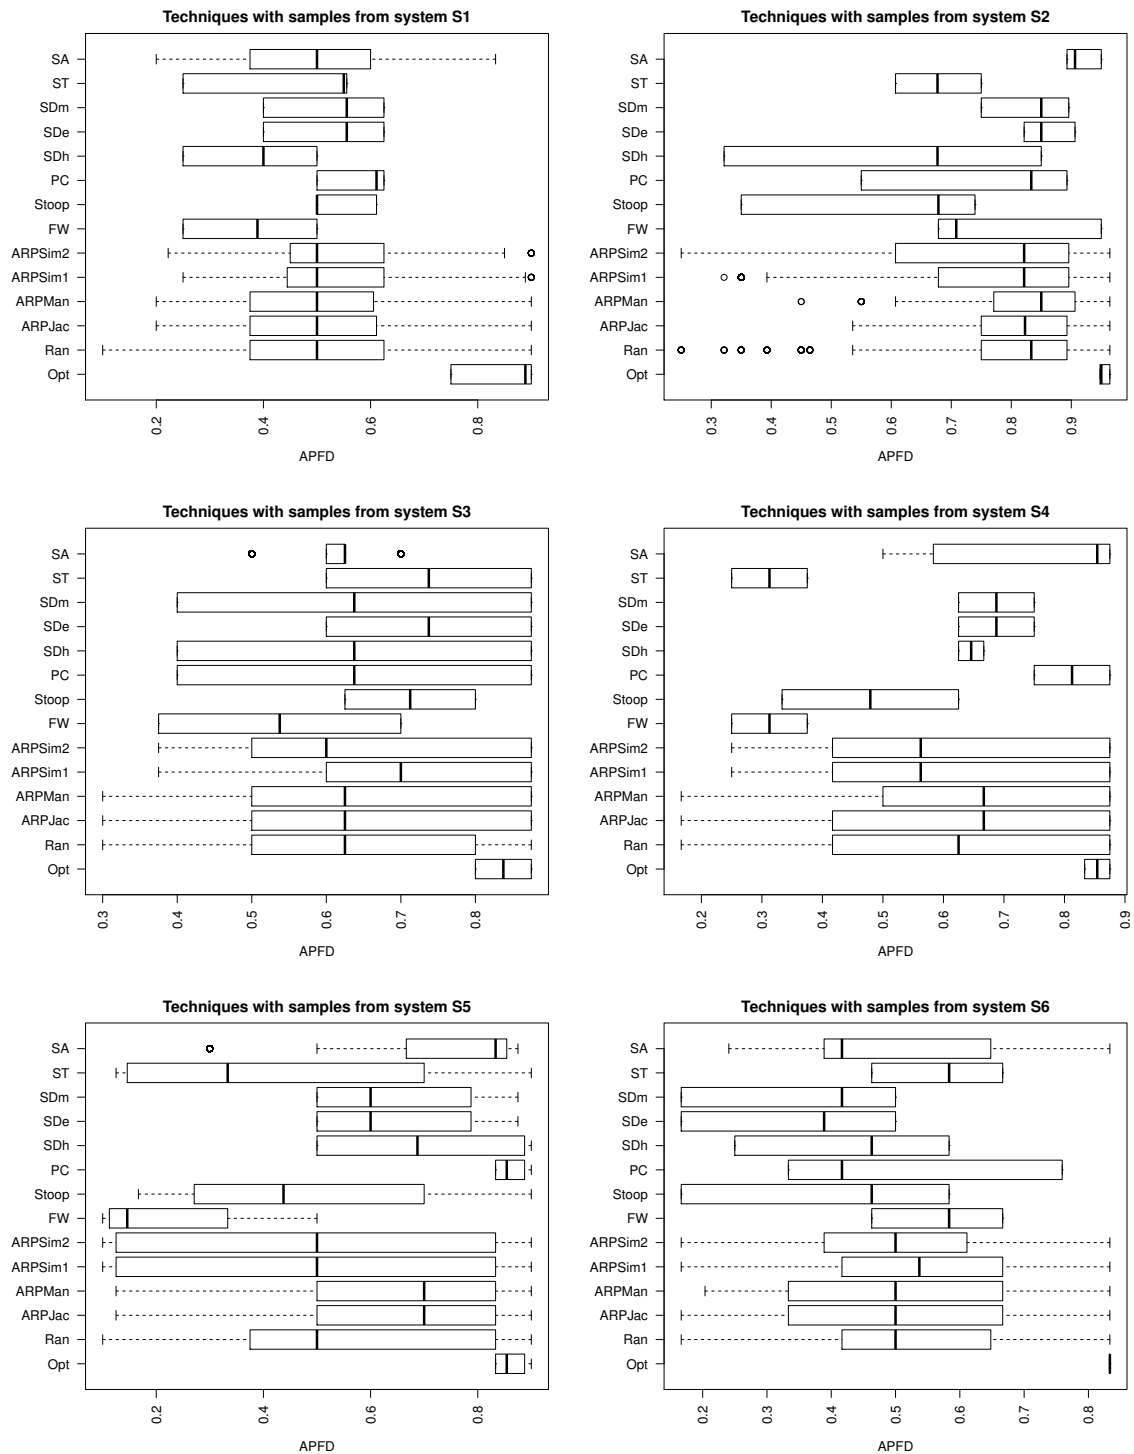 Techniques with samples from system S1
SA
ST
SDm
SDe
SDh
PC
Stoop
FW
ARPSim2
ARPSim1
ARPMan
ARPJac
Ran
Opt
0.2 0.4 0.6 0.8
APFD
Techniques with samples from system S2
SA
ST
SDm
SDe
SDh
PC
Stoop
FW
ARPSim2
ARPSim1
ARPMan
ARPJac
Ran
Opt
0.3 0.4 0.5 0.6 0.7 0.8 0.9
APFD
Techniques with samples from system S3
SA
ST
SDm
SDe
SDh
PC
Stoop
FW
ARPSim2
ARPSim1
ARPMan
ARPJac
Ran
Opt
0.3 0.4 0.5 0.6 0.7 0.8
APFD
Techniques with samples from system S4
SA
ST
SDm
SDe
SDh
PC
Stoop
FW
ARPSim2
ARPSim1
ARPMan
ARPJac
Ran
Opt
0.2 0.3 0.4 0.5 0.6 0.7 0.8 0.9
APFD
Techniques with samples from system S5
SA
ST
SDm
SDe
SDh
PC
Stoop
FW
ARPSim2
ARPSim1
ARPMan
ARPJac
Ran
Opt
0.2 0.4 0.6 0.8
APFD
Techniques with samples from system S6
SA
ST
SDm
SDe
SDh
PC
Stoop
FW
ARPSim2
ARPSim1
ARPMan
ARPJac
Ran
Opt
0.2 0.3 0.4 0.5 0.6 0.7 0.8
APFD